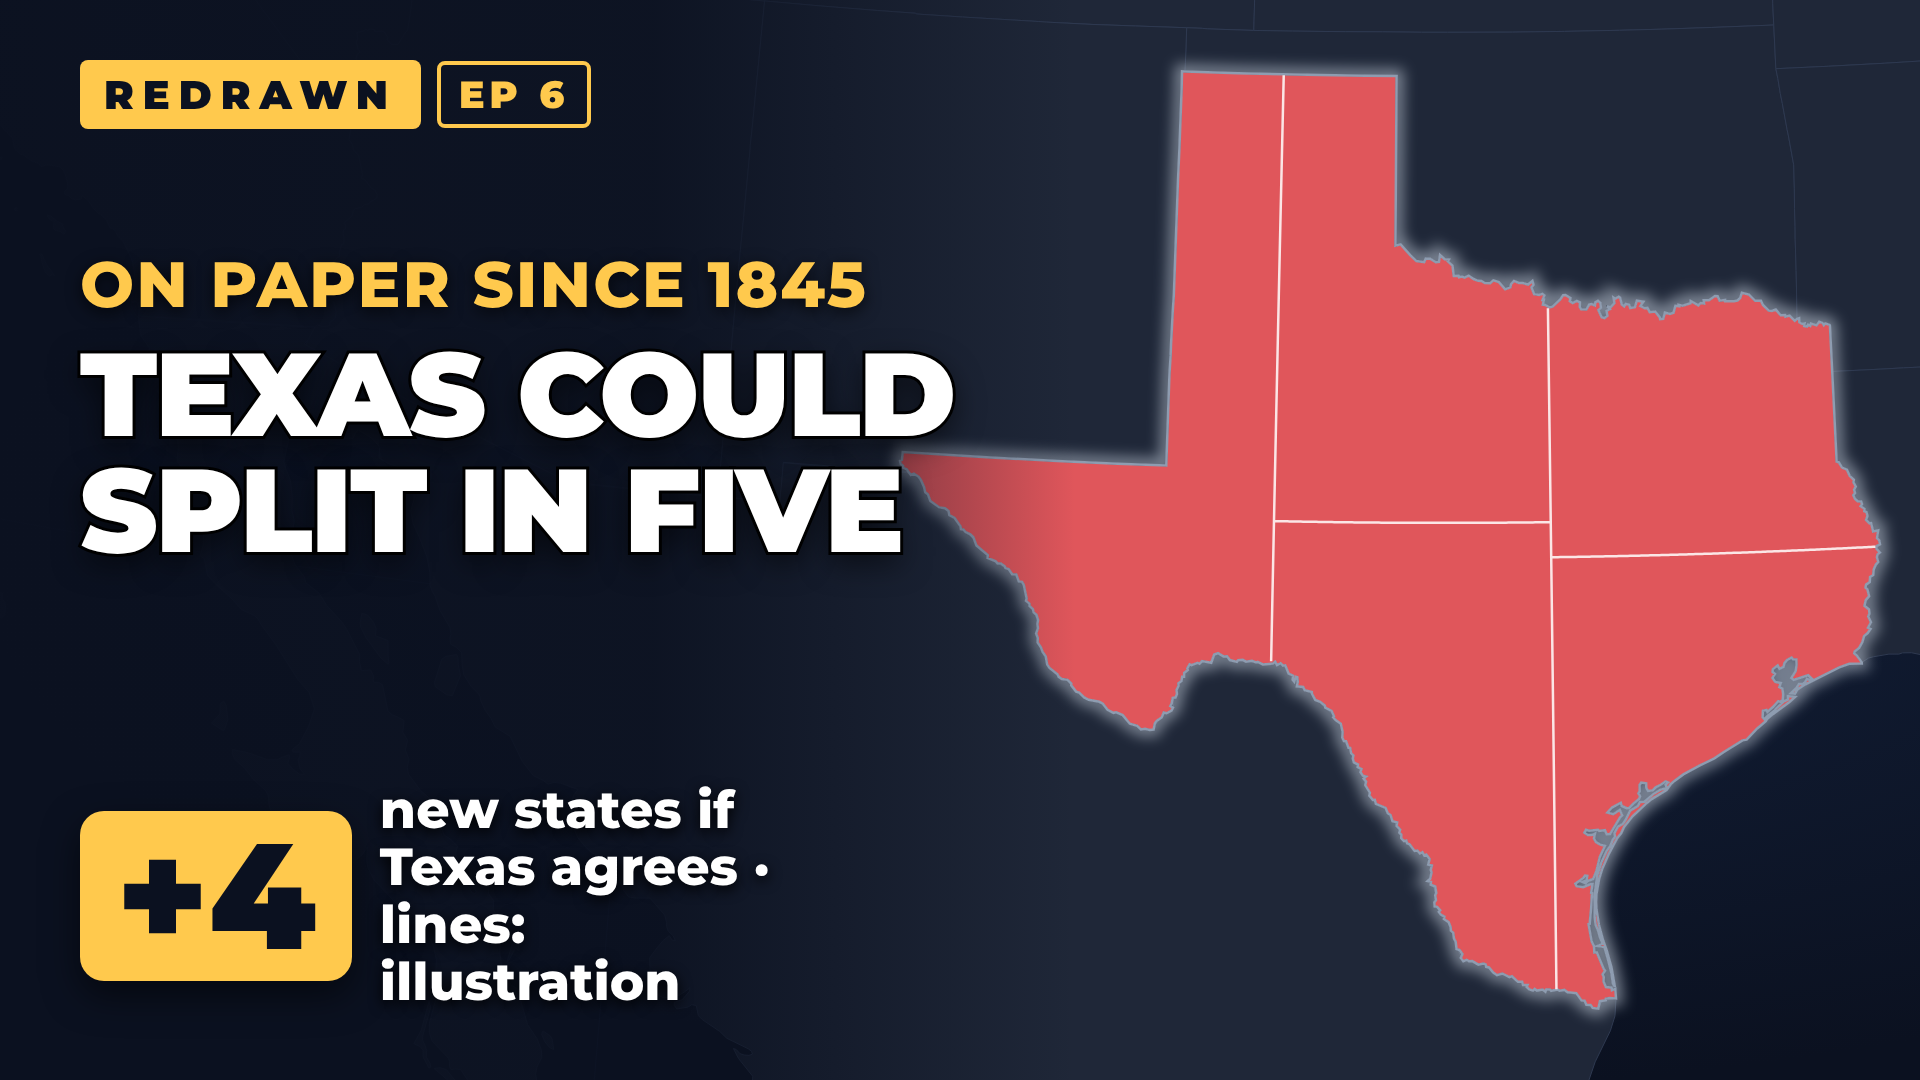 REDRAWN EP 6
ON PAPER SINCE 1845
TEXAS COULD
SPLIT IN FIVE
+4
new states if
Texas agrees ·
lines:
illustration